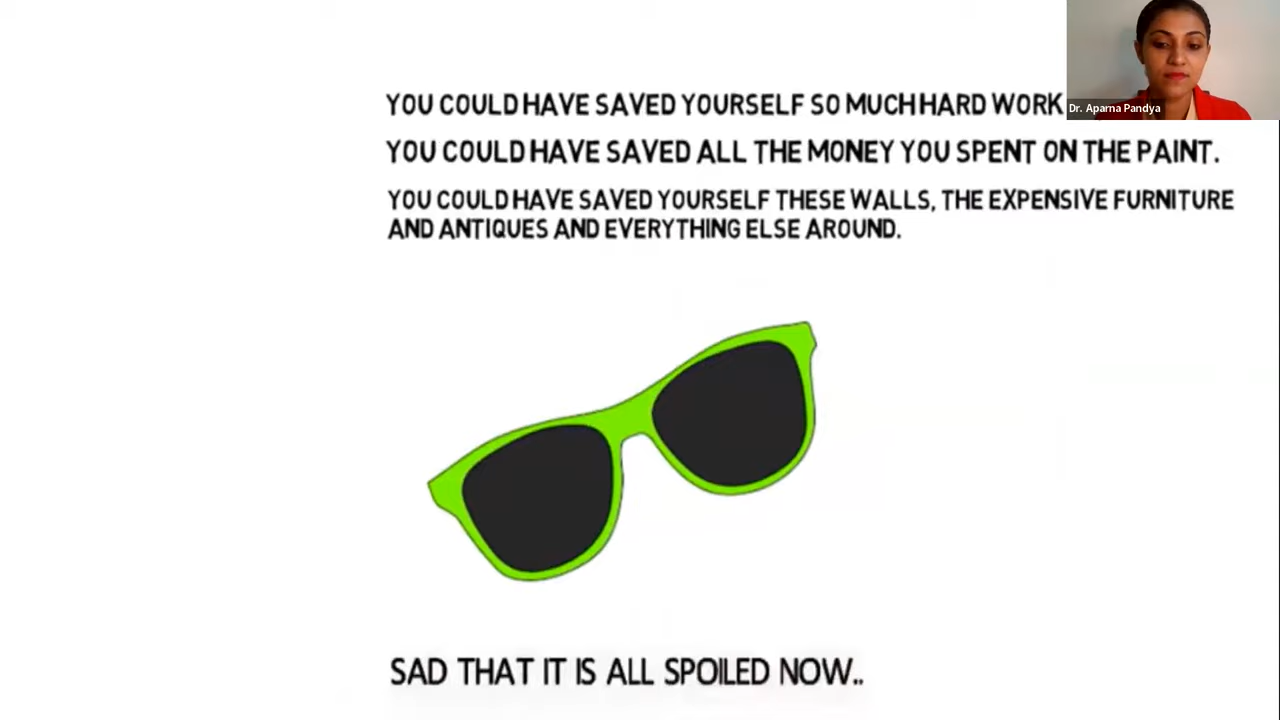 YOU COULD HAVE SAVED YOURSELF SO MUCH HARD WORK
Dr. Aparna Pandya
YOU COULD HAVE SAVED ALL THE MONEY YOU SPENT ON THE PAINT.
YOU COULD HAVE SAVED YOURSELF THESE WALLS, THE EXPENSIVE FURNITURE
AND ANTIQUES AND EVERYTHING ELSE AROUND.
SAD THAT IT IS ALL SPOILED NOW..